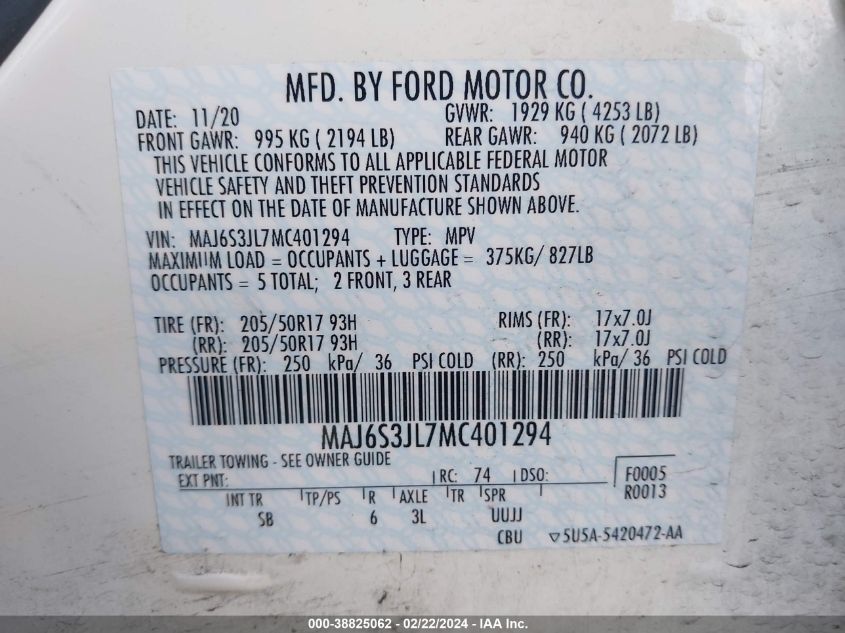 MFD. BY FORD MOTOR CO.
DATE: 11/20 GVWR: 1929 KG ( 4253 LB)
FRONT GAWR: 995 KG ( 2194 LB) REAR GAWR: 940 KG ( 2072 LB)
THIS VEHICLE CONFORMS TO ALL APPLICABLE FEDERAL MOTOR
VEHICLE SAFETY AND THEFT PREVENTION STANDARDS
IN EFFECT ON THE DATE OF MANUFACTURE SHOWN ABOVE.
VIN: MAJ6S3JL7MC401294 TYPE: MPV
MAXIMUM LOAD = OCCUPANTS + LUGGAGE = 375KG/ 827LB
OCCUPANTS = 5 TOTAL; 2 FRONT, 3 REAR
TIRE (FR): 205/50R17 93H RIMS (FR): 17x7.0J
(RR): 205/50R17 93H (RR): 17x7.0J
PRESSURE (FR): 250 kPa/ 36 PSI COLD (RR): 250 kPa/ 36 PSI COLD
MAJ6S3JL7MC401294
TRAILER TOWING - SEE OWNER GUIDE
EXT PNT: RC: 74 DSO: F0005
R0013
INT TR TP/PS R AXLE TR SPR
SB 6 3L UUJJ
CBU ▽5U5A-5420472-AA
000-38825062 - 02/22/2024 - IAA Inc.